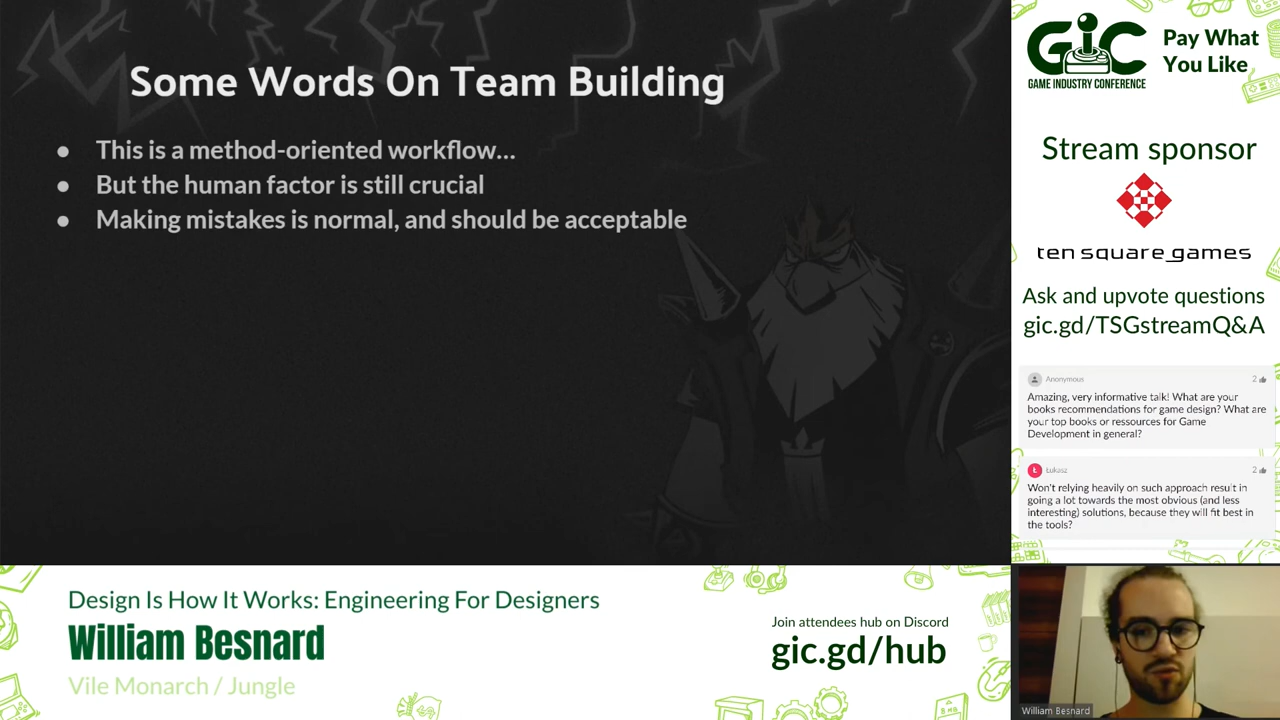 Some Words On Team Building
● This is a method-oriented workflow...
● But the human factor is still crucial
● Making mistakes is normal, and should be acceptable
GIC
GAME INDUSTRY CONFERENCE
Pay What
You Like
Stream sponsor
ten square games
Ask and upvote questions
gic.gd/TSGstreamQ&A
Anonymous
2
Amazing, very informative talk! What are your
books recommendations for game design? What are
your top books or ressources for Game
Development in general?
Ł
Łukasz
2
Won't relying heavily on such approach result in
going a lot towards the most obvious (and less
interesting) solutions, because they will fit best in
the tools?
Design Is How It Works: Engineering For Designers
William Besnard
Vile Monarch / Jungle
Join attendees hub on Discord
gic.gd/hub
William Besnard